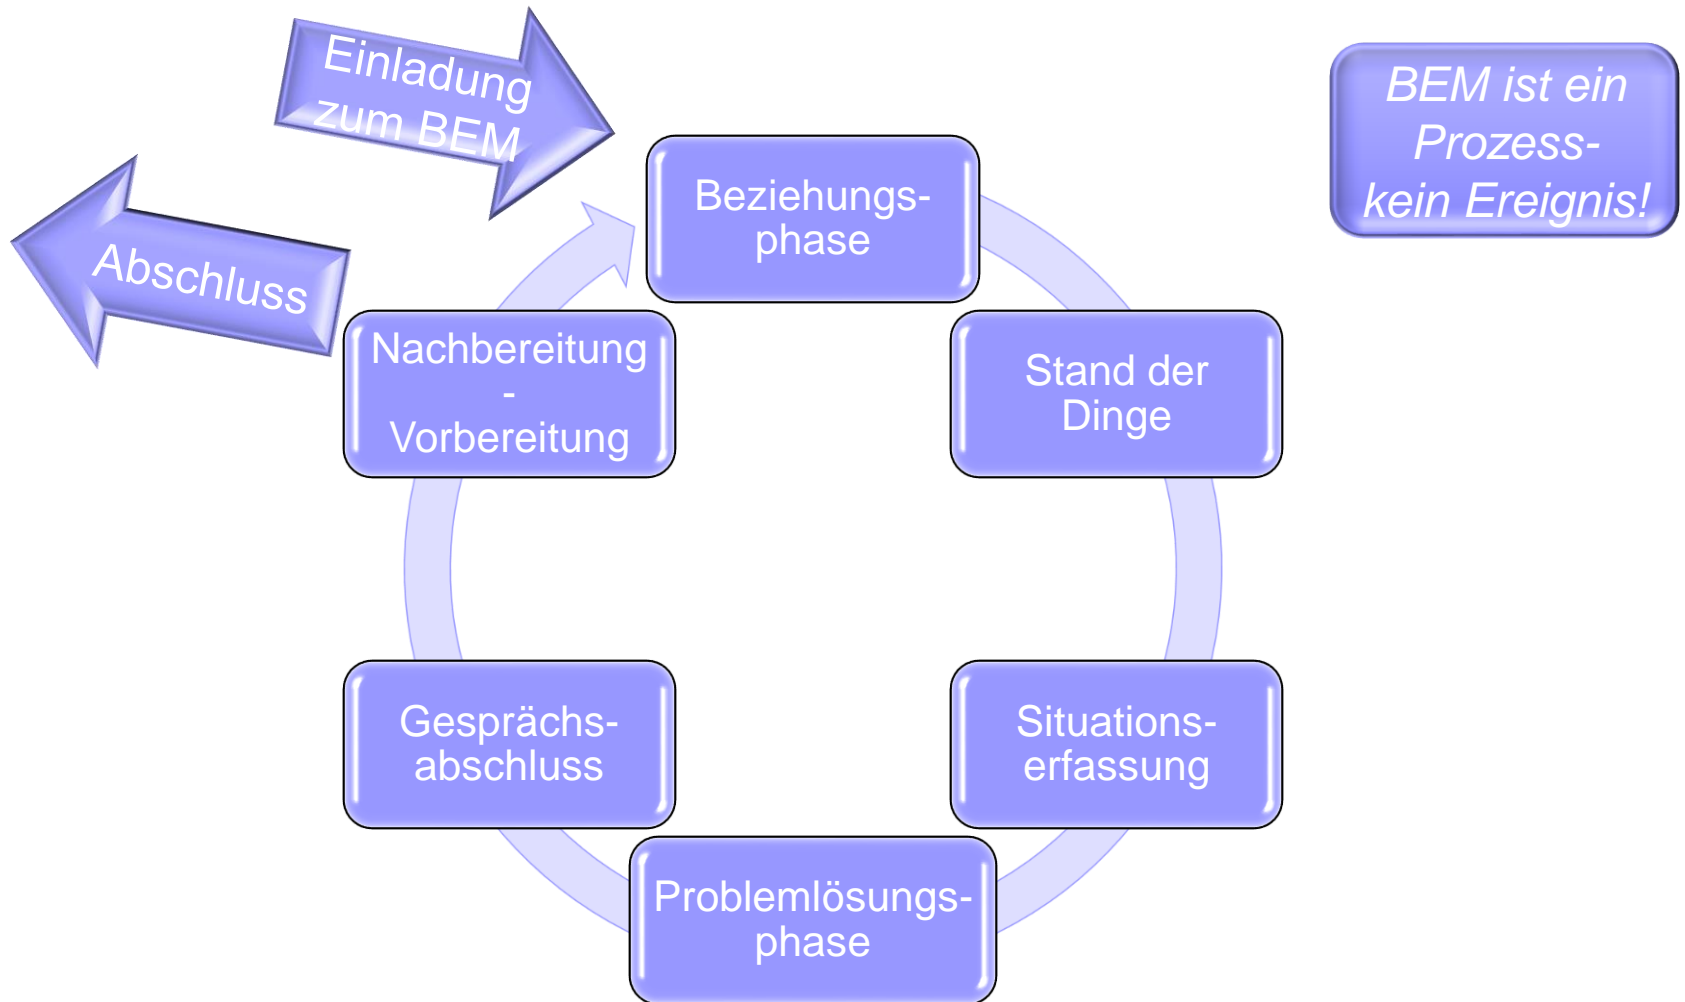 Einladung
zum BEM
BEM ist ein
Prozess-
kein Ereignis!
Abschluss
Beziehungs-
phase
Stand der
Dinge
Situations-
erfassung
Problemlösungs-
phase
Gesprächs-
abschluss
Nachbereitung
-
Vorbereitung